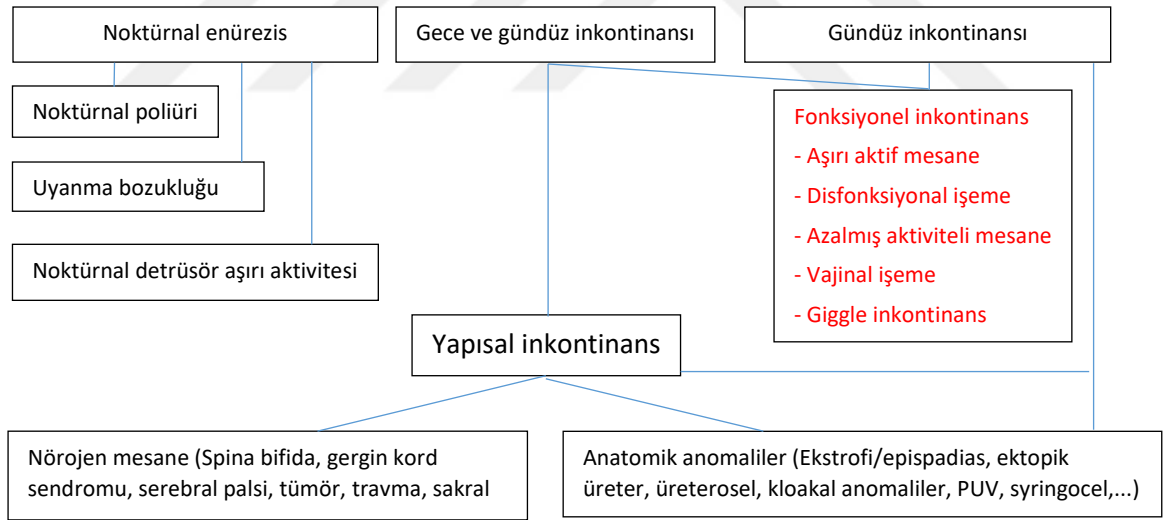 Noktürnal enürezis
Gece ve gündüz inkontinansı
Gündüz inkontinansı
Noktürnal poliüri
Uyanma bozukluğu
Noktürnal detrüsör aşırı aktivitesi
Fonksiyonel inkontinans
- Aşırı aktif mesane
- Disfonksiyonal işeme
- Azalmış aktiviteli mesane
- Vajinal işeme
- Giggle inkontinans
Yapısal inkontinans
Nörojen mesane (Spina bifida, gergin kord
sendromu, serebral palsi, tümör, travma, sakral
Anatomik anomaliler (Ekstrofi/epispadias, ektopik
üreter, üreterosel, kloakal anomaliler, PUV, syringocel,...)